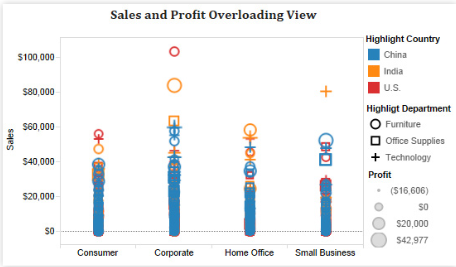 Sales and Profit Overloading View
Highlight Country
China
India
U.S.
Highligt Department
Furniture
Office Supplies
Technology
Profit
($16,606)
$0
$20,000
$42,977
Sales
$100,000
$80,000
$60,000
$40,000
$20,000
$0
Consumer Corporate Home Office Small Business